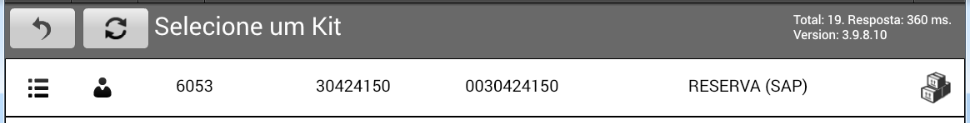 Selecione um Kit
Total: 19. Resposta: 360 ms.
Version: 3.9.8.10
6053 30424150 0030424150 RESERVA (SAP)